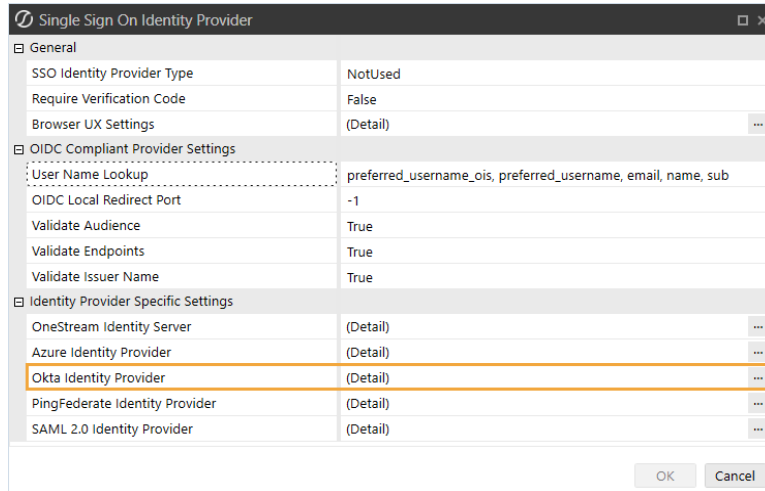 Single Sign On Identity Provider
General
SSO Identity Provider Type NotUsed
Require Verification Code False
Browser UX Settings (Detail) ...
OIDC Compliant Provider Settings
User Name Lookup preferred_username_ois, preferred_username, email, name, sub
OIDC Local Redirect Port -1
Validate Audience True
Validate Endpoints True
Validate Issuer Name True
Identity Provider Specific Settings
OneStream Identity Server (Detail) ...
Azure Identity Provider (Detail) ...
Okta Identity Provider (Detail) ...
PingFederate Identity Provider (Detail) ...
SAML 2.0 Identity Provider (Detail) ...
OK Cancel